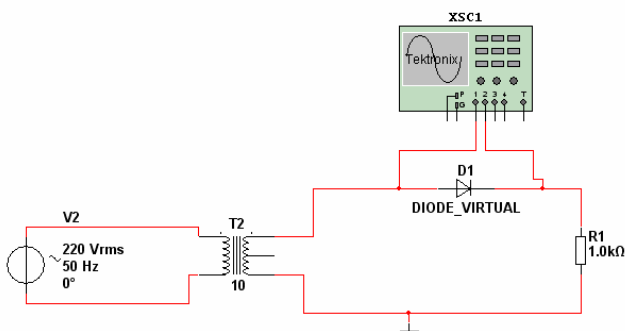 XSC1
Tektronix
P
G
1 2 3 4 T
D1
DIODE_VIRTUAL
V2
220 Vrms
50 Hz
0°
T2
10
R1
1.0kΩ